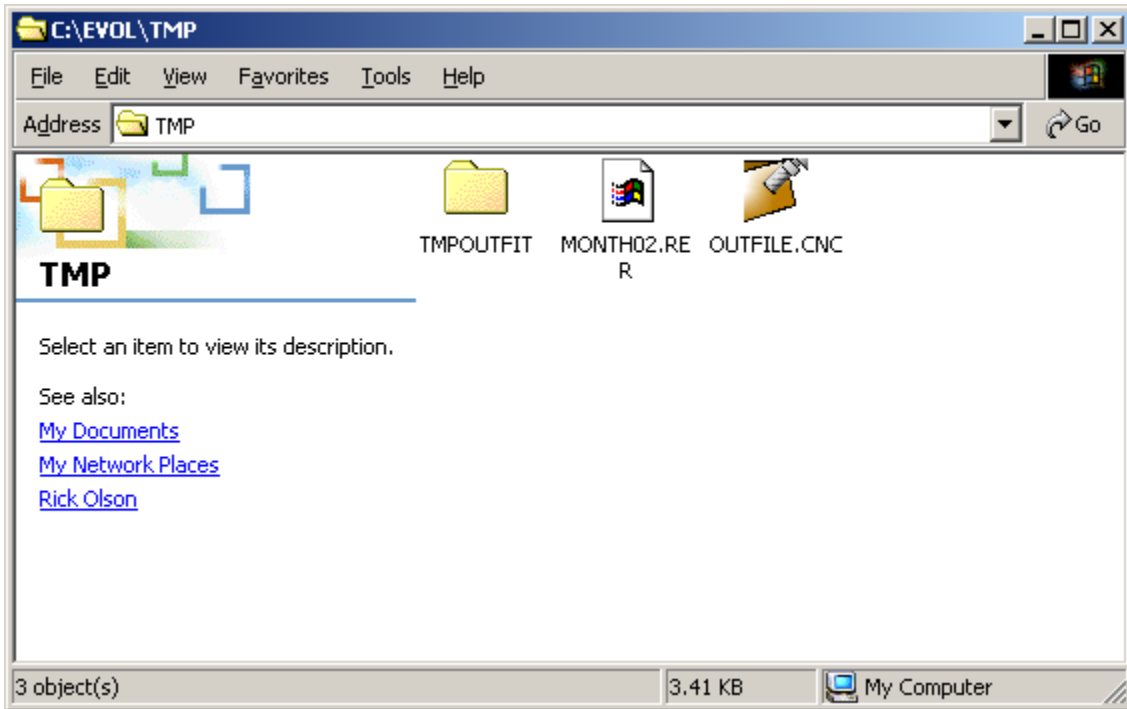 C:\EVOL\TMP
File Edit View Favorites Tools Help
Address TMP Go
TMPOUTFIT MONTH02.RE OUTFILE.CNC
R
TMP
Select an item to view its description.
See also:
My Documents
My Network Places
Rick Olson
3 object(s) 3.41 KB My Computer